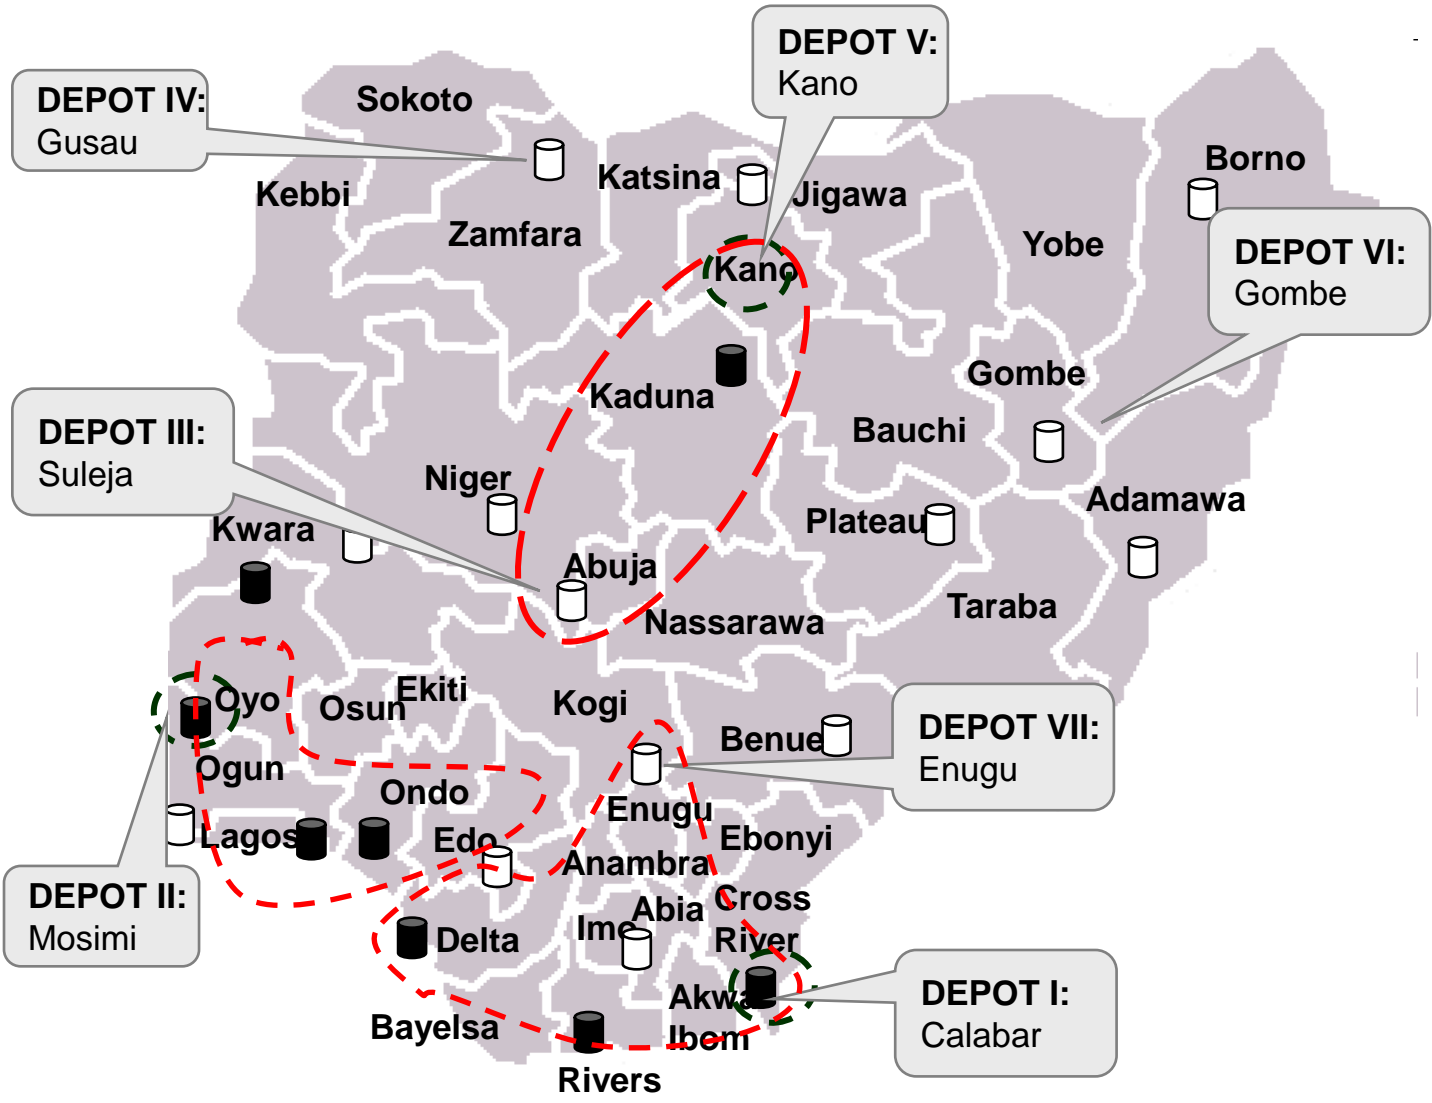 DEPOT V:
Kano
DEPOT IV:
Gusau
Sokoto
Katsina
Jigawa
Borno
Kebbi
Zamfara
Yobe
DEPOT VI:
Gombe
Kano
Gombe
Kaduna
DEPOT III:
Suleja
Bauchi
Niger
Adamawa
Kwara
Plateau
Abuja
Taraba
Nassarawa
Oyo
Osun
Ekiti
Kogi
Benue
DEPOT VII:
Enugu
Ogun
Ondo
Enugu
Lagos
Edo
Ebonyi
Anambra
DEPOT II:
Mosimi
Cross
River
Abia
Imo
Delta
Akwa
Ibom
DEPOT I:
Calabar
Bayelsa
Rivers